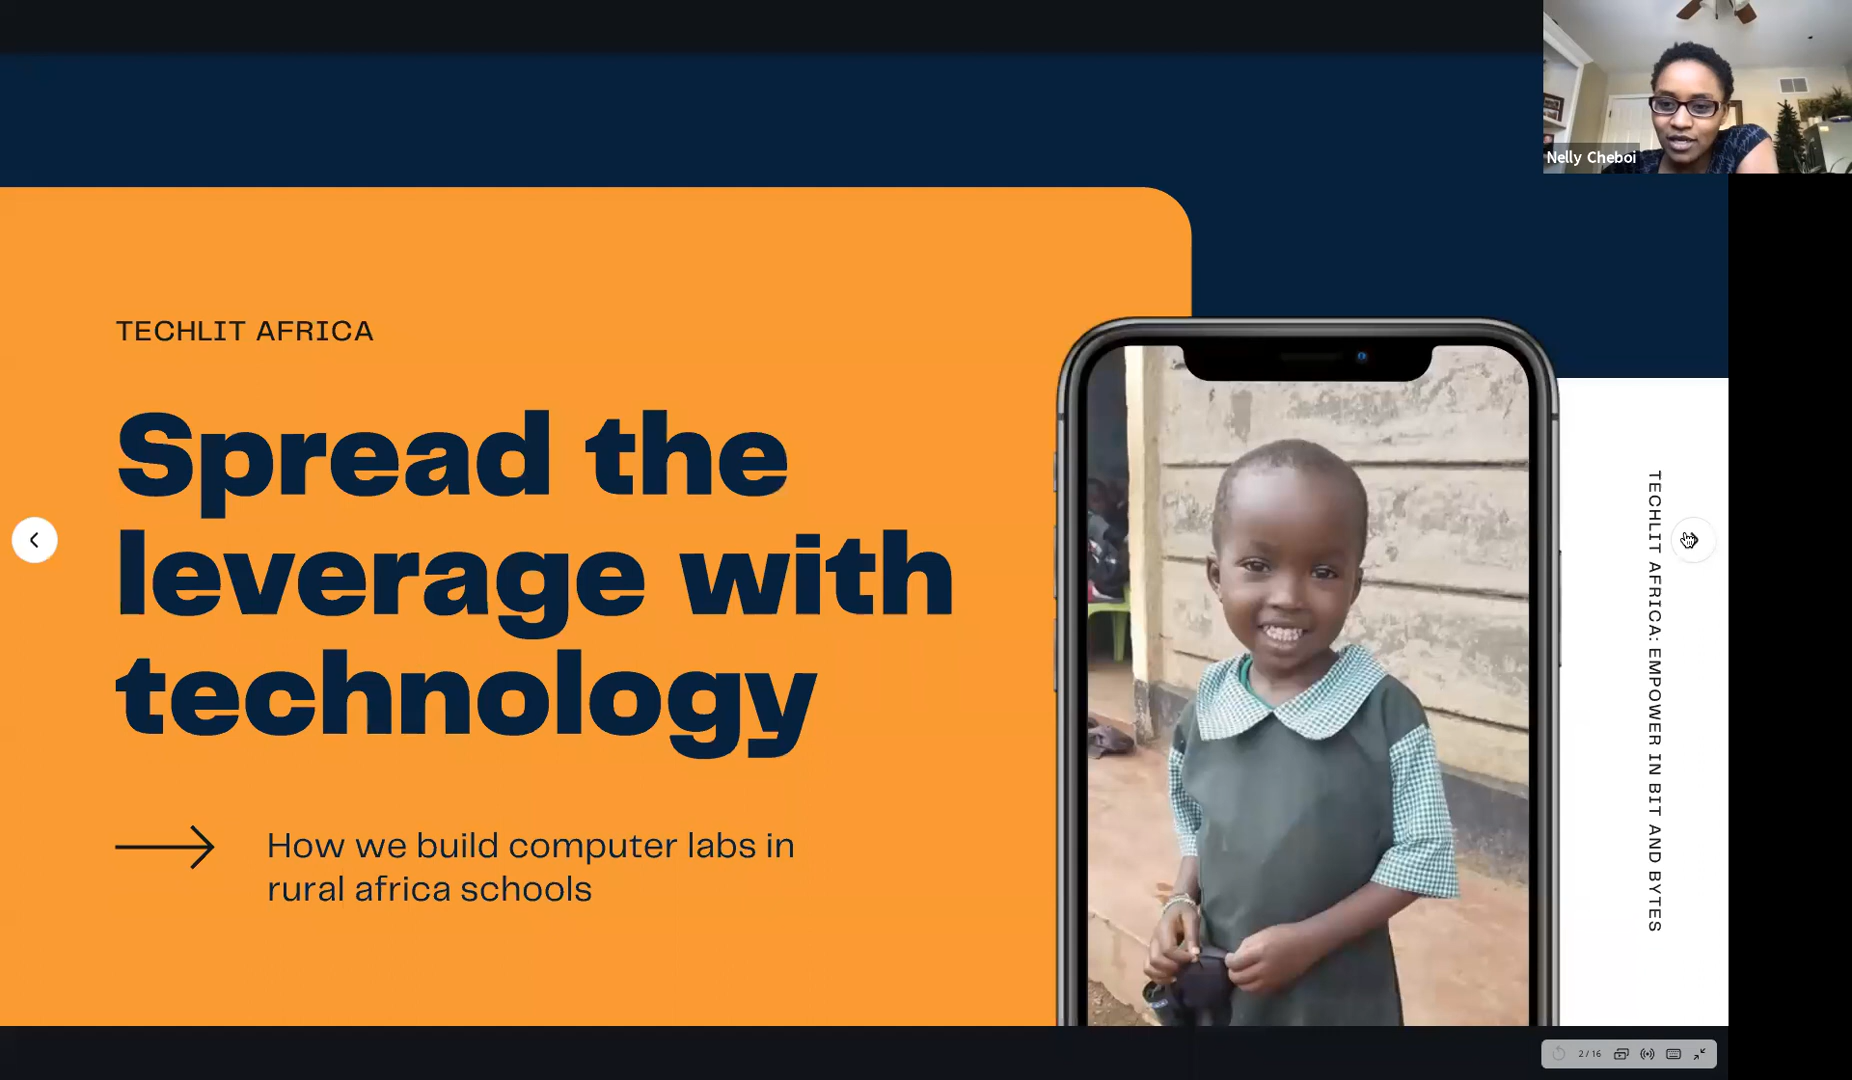 Nelly Cheboi
TECHLIT AFRICA
Spread the
leverage with
technology
How we build computer labs in
rural africa schools
TECHLIT AFRICA: EMPOWER IN BIT AND BYTES
2 / 16